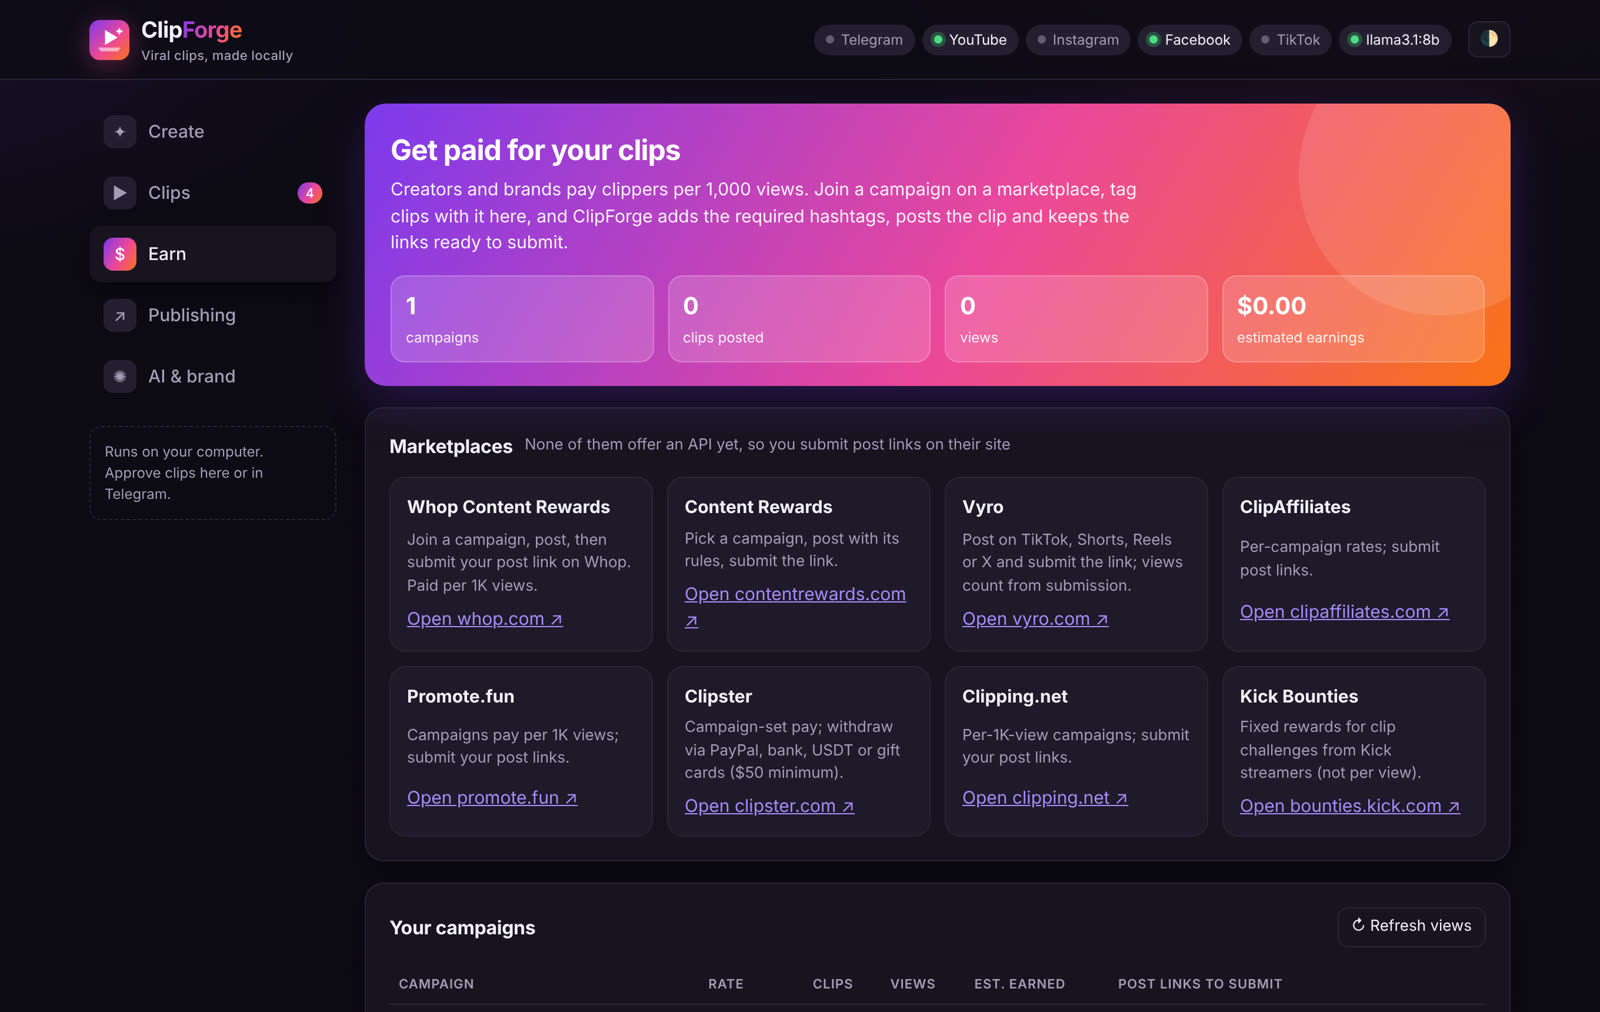 ClipForge
Viral clips, made locally
Telegram
YouTube
Instagram
Facebook
TikTok
llama3.1:8b
Create
Clips
4
$ Earn
Publishing
AI & brand
Runs on your computer.
Approve clips here or in
Telegram.
Get paid for your clips
Creators and brands pay clippers per 1,000 views. Join a campaign on a marketplace, tag
clips with it here, and ClipForge adds the required hashtags, posts the clip and keeps the
links ready to submit.
1
campaigns
0
clips posted
0
views
$0.00
estimated earnings
Marketplaces None of them offer an API yet, so you submit post links on their site
Whop Content Rewards
Join a campaign, post, then
submit your post link on Whop.
Paid per 1K views.
Open whop.com ↗
Content Rewards
Pick a campaign, post with its
rules, submit the link.
Open contentrewards.com
↗
Vyro
Post on TikTok, Shorts, Reels
or X and submit the link; views
count from submission.
Open vyro.com ↗
ClipAffiliates
Per-campaign rates; submit
post links.
Open clipaffiliates.com ↗
Promote.fun
Campaigns pay per 1K views;
submit your post links.
Open promote.fun ↗
Clipster
Campaign-set pay; withdraw
via PayPal, bank, USDT or gift
cards ($50 minimum).
Open clipster.com ↗
Clipping.net
Per-1K-view campaigns; submit
your post links.
Open clipping.net ↗
Kick Bounties
Fixed rewards for clip
challenges from Kick
streamers (not per view).
Open bounties.kick.com ↗
Your campaigns
↻ Refresh views
CAMPAIGN RATE CLIPS VIEWS EST. EARNED POST LINKS TO SUBMIT